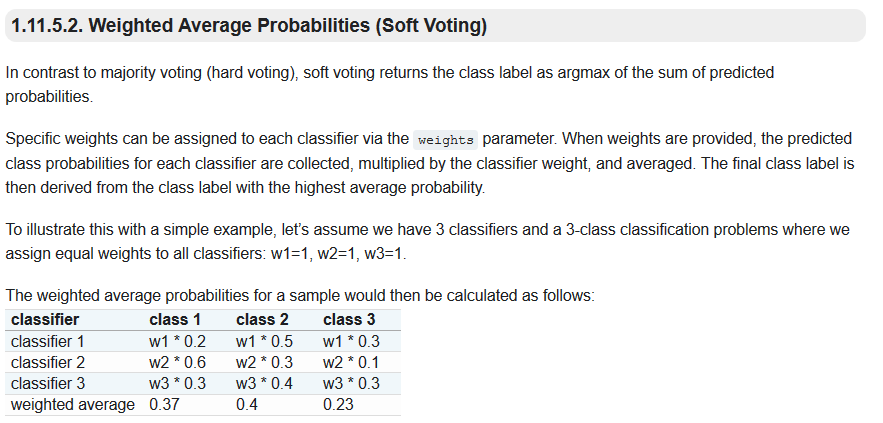 1.11.5.2. Weighted Average Probabilities (Soft Voting)
In contrast to majority voting (hard voting), soft voting returns the class label as argmax of the sum of predicted
probabilities.
Specific weights can be assigned to each classifier via the weights parameter. When weights are provided, the predicted
class probabilities for each classifier are collected, multiplied by the classifier weight, and averaged. The final class label is
then derived from the class label with the highest average probability.
To illustrate this with a simple example, let’s assume we have 3 classifiers and a 3-class classification problems where we
assign equal weights to all classifiers: w1=1, w2=1, w3=1.
The weighted average probabilities for a sample would then be calculated as follows:
classifier class 1 class 2 class 3
classifier 1 w1 * 0.2 w1 * 0.5 w1 * 0.3
classifier 2 w2 * 0.6 w2 * 0.3 w2 * 0.1
classifier 3 w3 * 0.3 w3 * 0.4 w3 * 0.3
weighted average 0.37 0.4 0.23